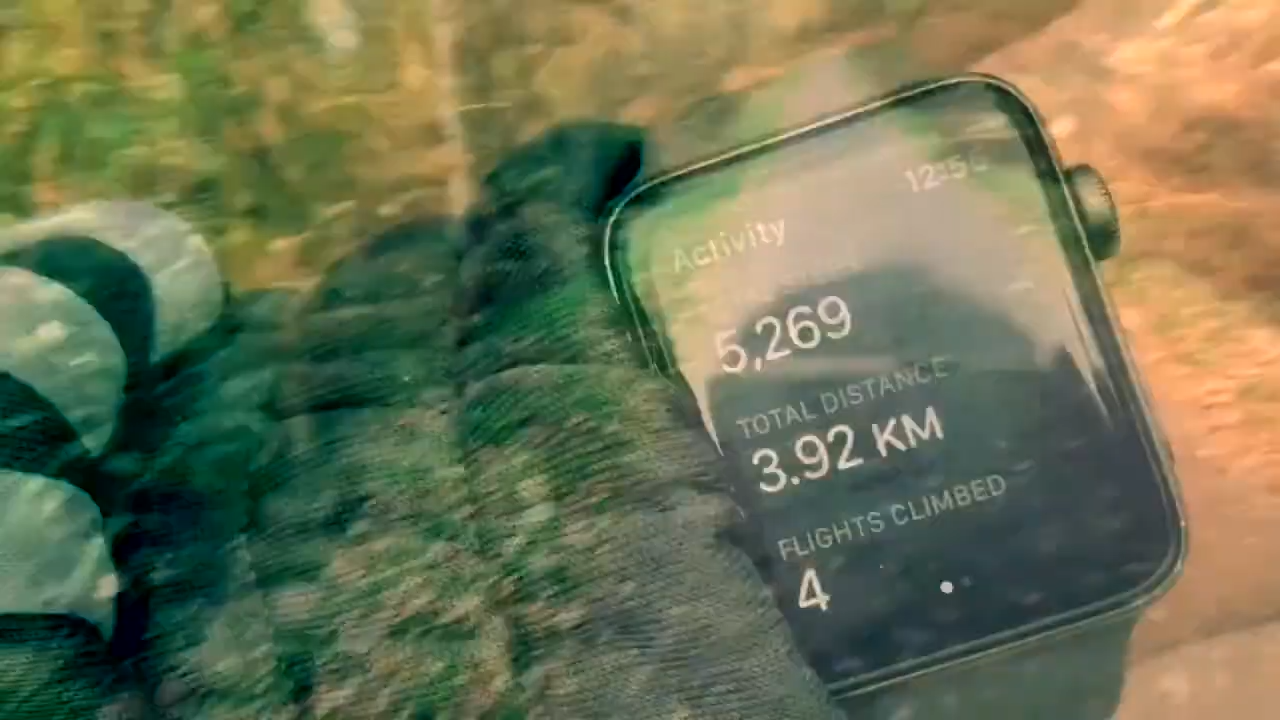 Activity
5,269
TOTAL DISTANCE
3.92 KM
FLIGHTS CLIMBED
4